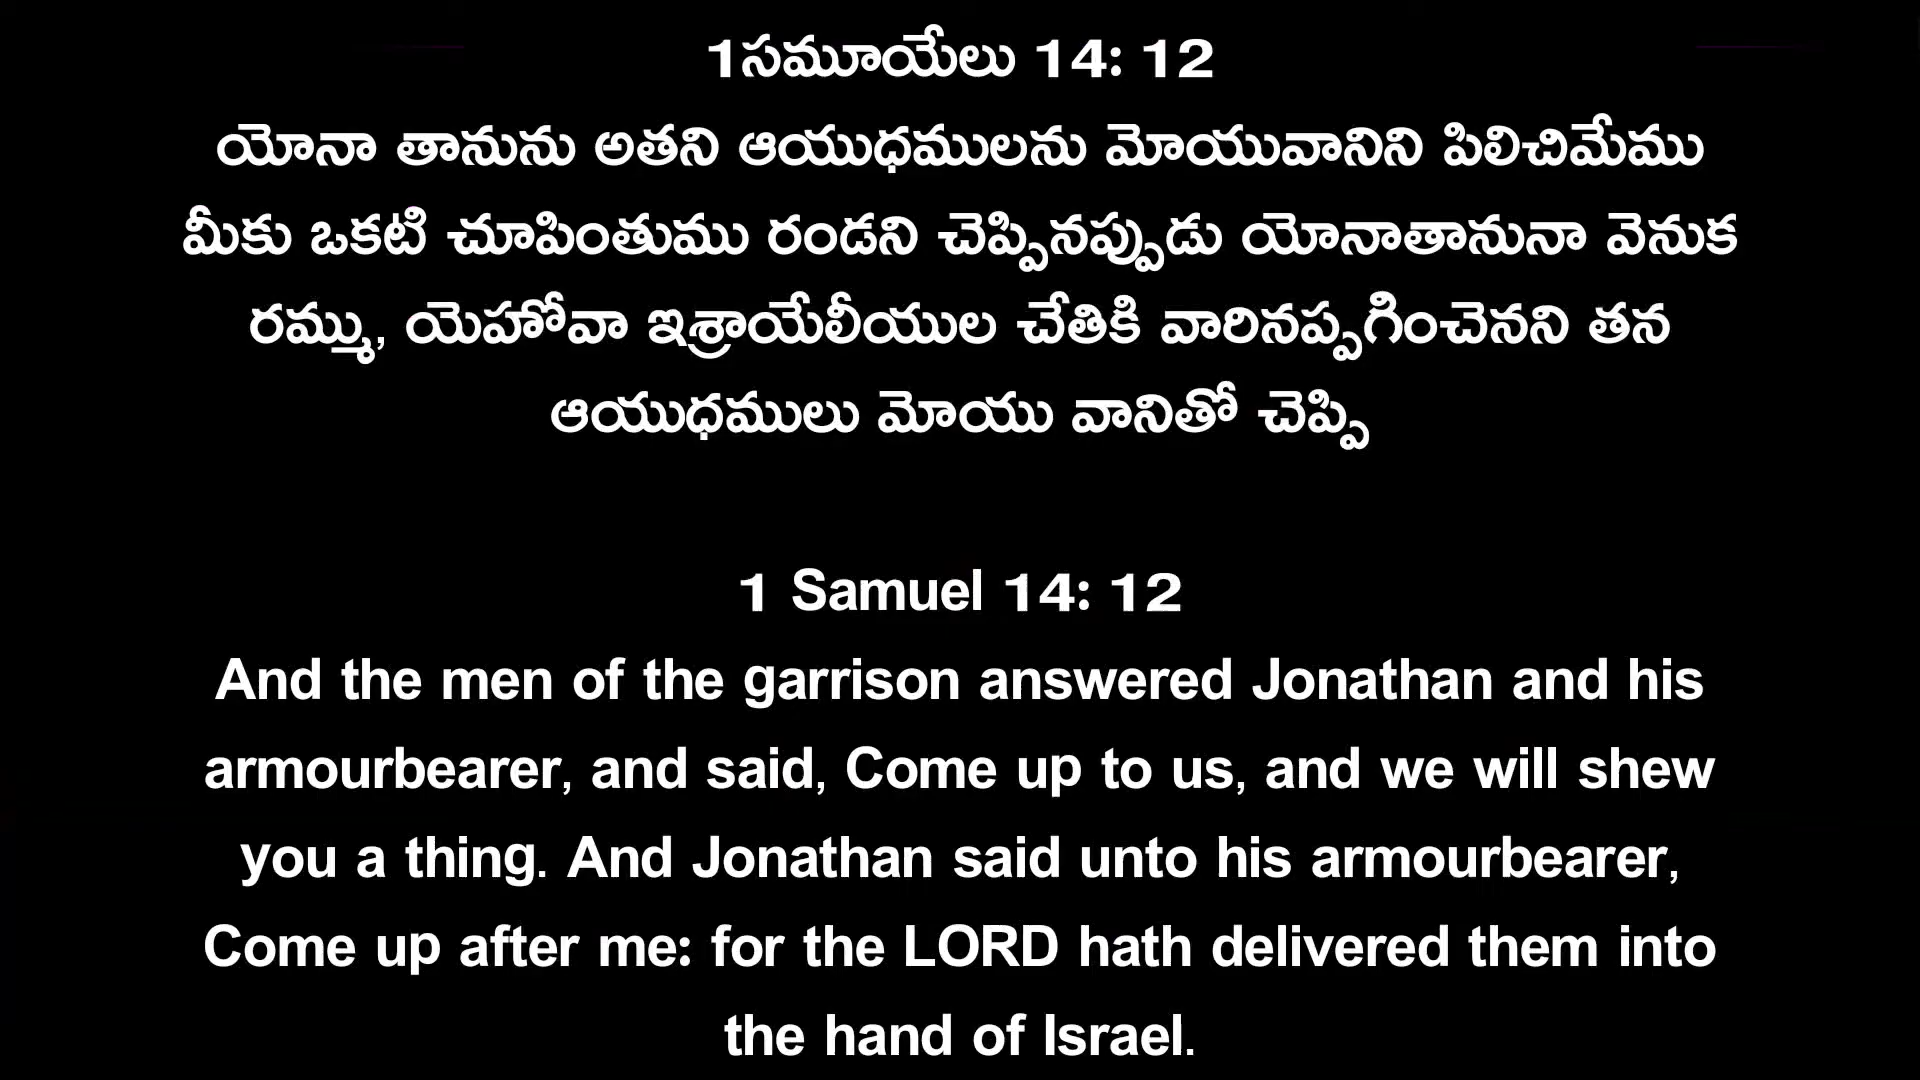 1సమూయేలు 14: 12
యోనా తానును అతని ఆయుధములను మోయువానిని పిలిచిమేము
మీకు ఒకటి చూపింతుము రండని చెప్పినప్పుడు యోనాతానునా వెనుక
రమ్ము, యెహోవా ఇశ్రాయేలీయుల చేతికి వారినప్పగించెనని తన
ఆయుధములు మోయు వానితో చెప్పి
1 Samuel 14: 12
And the men of the garrison answered Jonathan and his
armourbearer, and said, Come up to us, and we will shew
you a thing. And Jonathan said unto his armourbearer,
Come up after me: for the LORD hath delivered them into
the hand of Israel.